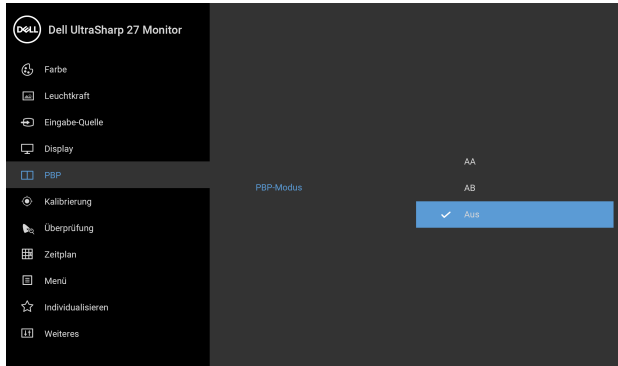 DELL Dell UltraSharp 27 Monitor
Farbe
Leuchtkraft
Eingabe-Quelle
Display
PBP
Kalibrierung
Überprüfung
Zeitplan
Menü
Individualisieren
Weiteres
PBP-Modus
AA
AB
Aus